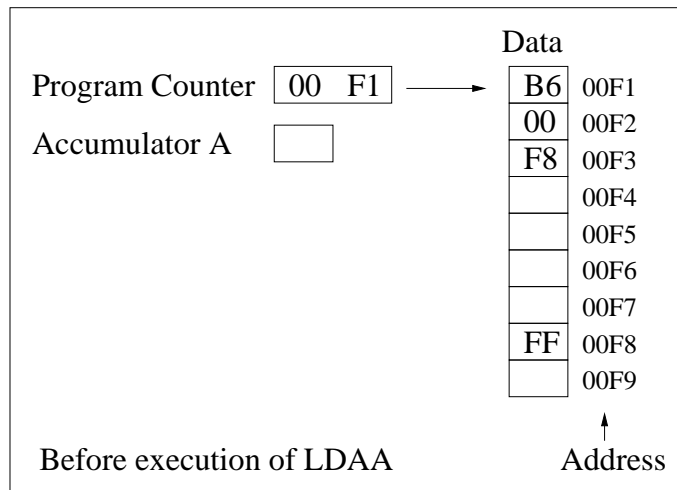 Data
Program Counter 00 F1 B6 00F1
00 00F2
Accumulator A F8 00F3
00F4
00F5
00F6
00F7
FF 00F8
00F9
Before execution of LDAA Address